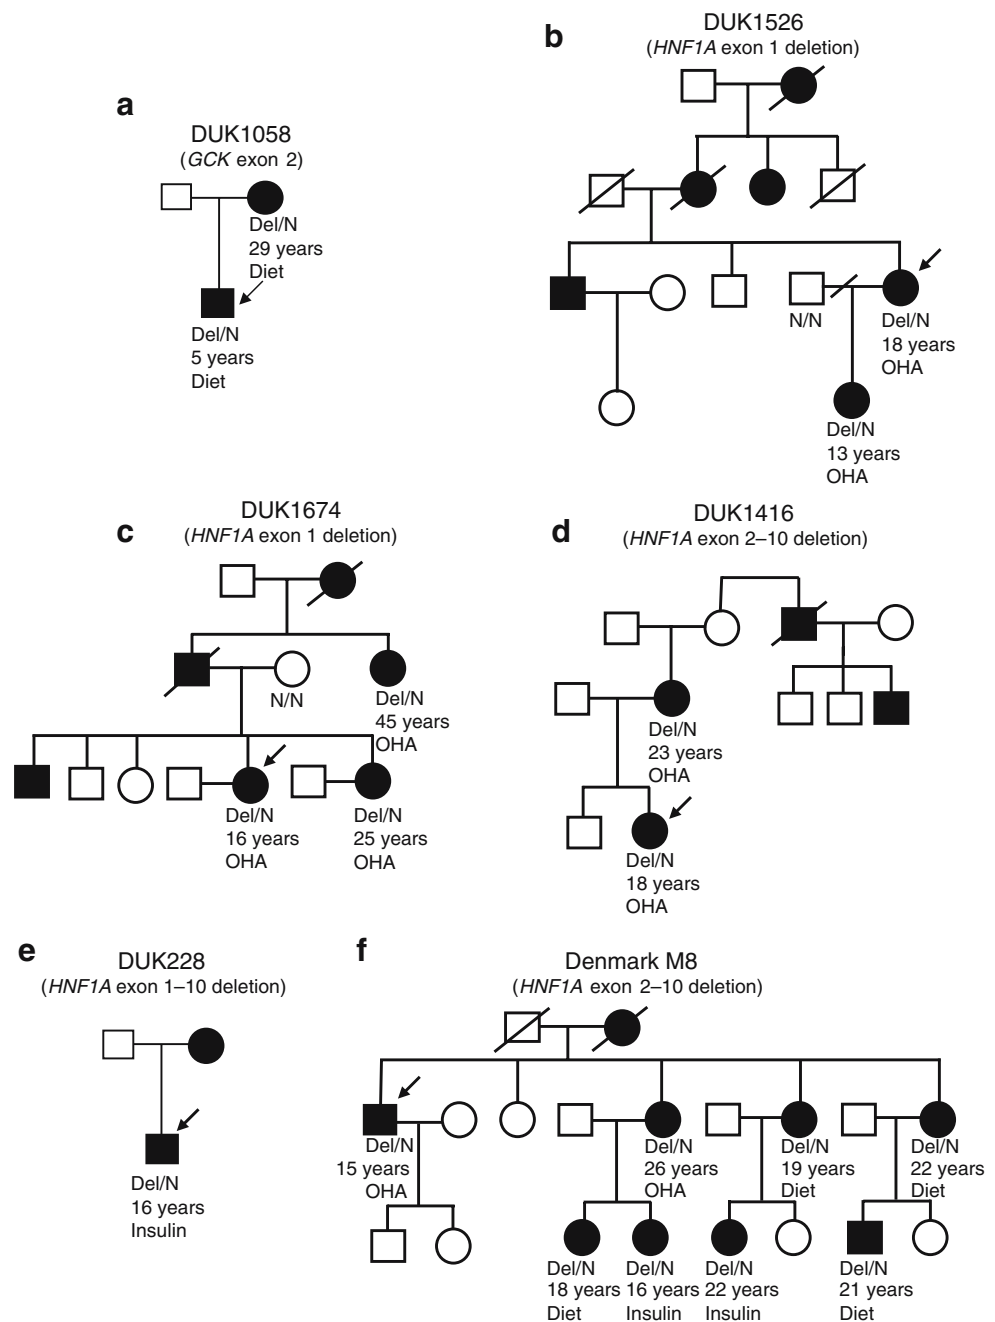 a
DUK1058
(GCK exon 2)
Del/N
29 years
Diet
Del/N
5 years
Diet
b
DUK1526
(HNF1A exon 1 deletion)
N/N
Del/N
18 years
OHA
Del/N
13 years
OHA
c
DUK1674
(HNF1A exon 1 deletion)
N/N
Del/N
45 years
OHA
Del/N
16 years
OHA
Del/N
25 years
OHA
d
DUK1416
(HNF1A exon 2–10 deletion)
Del/N
23 years
OHA
Del/N
18 years
OHA
e
DUK228
(HNF1A exon 1–10 deletion)
Del/N
16 years
Insulin
f
Denmark M8
(HNF1A exon 2–10 deletion)
Del/N
15 years
OHA
Del/N
26 years
OHA
Del/N
19 years
Diet
Del/N
22 years
Diet
Del/N
18 years
Diet
Del/N
16 years
Insulin
Del/N
22 years
Insulin
Del/N
21 years
Diet